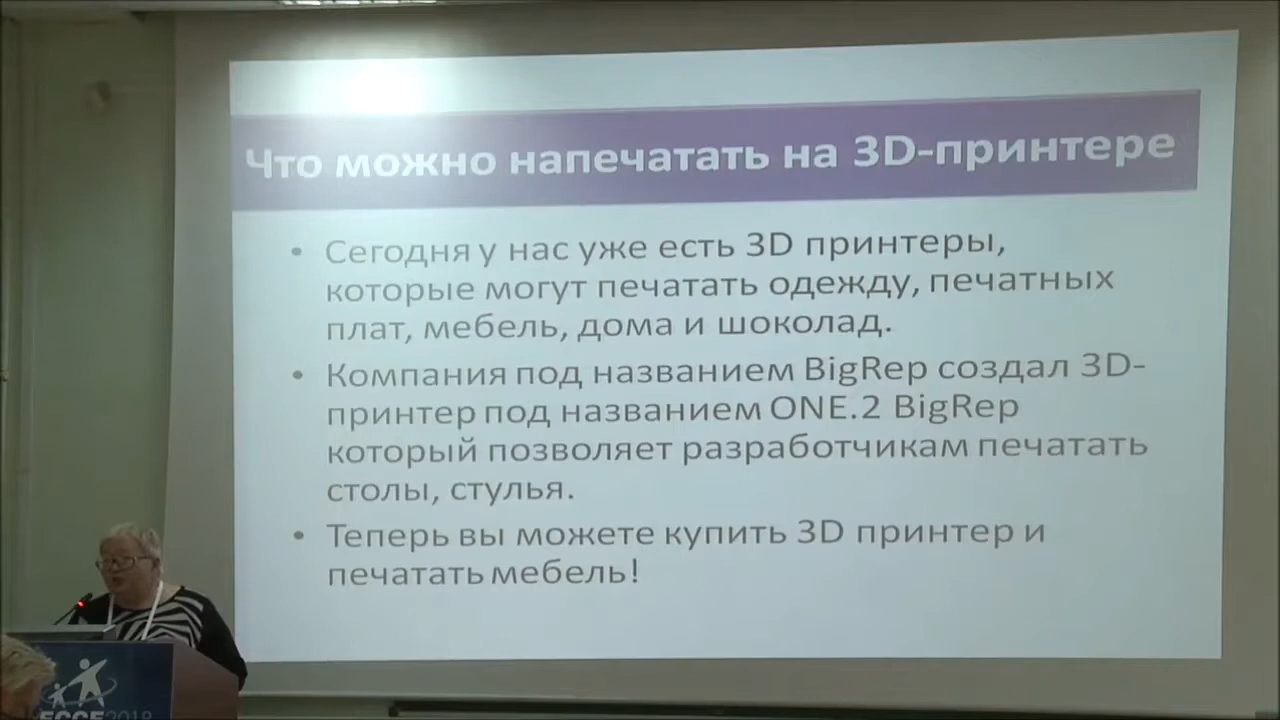 Что можно напечатать на 3D-принтере
• Сегодня у нас уже есть 3D принтеры,
которые могут печатать одежду, печатных
плат, мебель, дома и шоколад.
• Компания под названием BigRep создал 3D-
принтер под названием ONE.2 BigRep
который позволяет разработчикам печатать
столы, стулья.
• Теперь вы можете купить 3D принтер и
печатать мебель!
ECCE2018